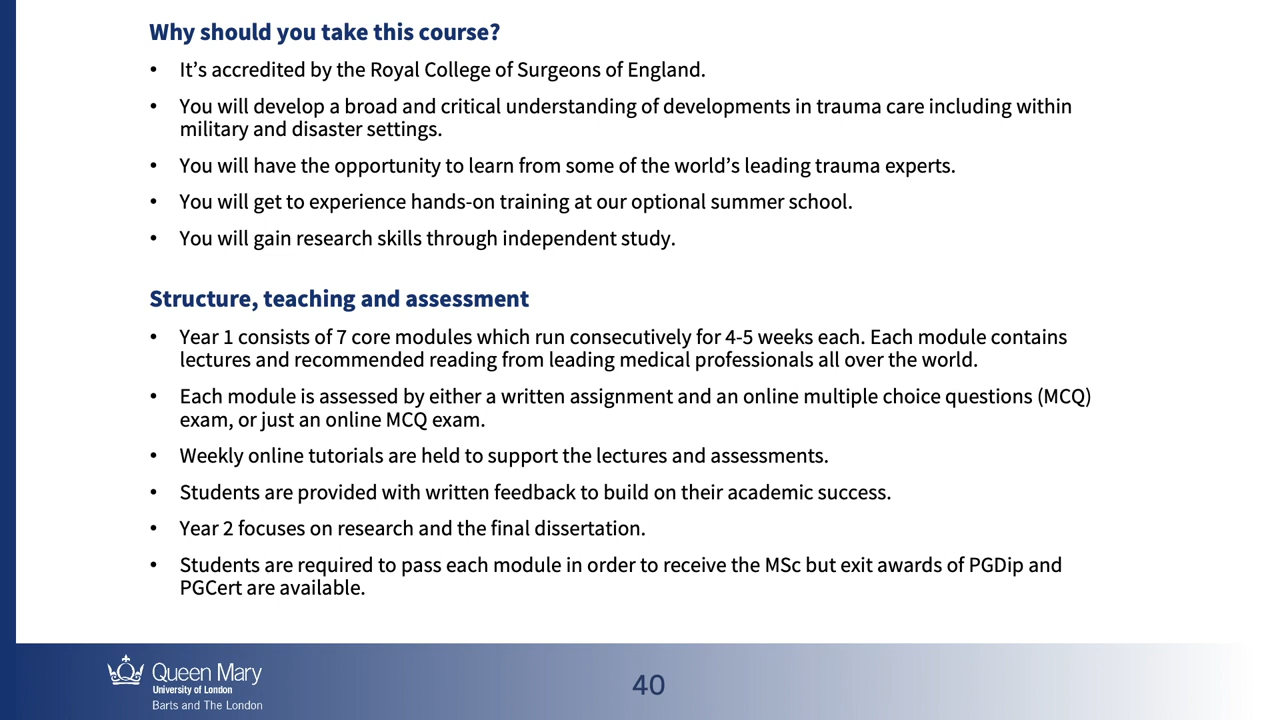 Why should you take this course?
• It’s accredited by the Royal College of Surgeons of England.
• You will develop a broad and critical understanding of developments in trauma care including within
military and disaster settings.
• You will have the opportunity to learn from some of the world’s leading trauma experts.
• You will get to experience hands-on training at our optional summer school.
• You will gain research skills through independent study.
Structure, teaching and assessment
• Year 1 consists of 7 core modules which run consecutively for 4-5 weeks each. Each module contains
lectures and recommended reading from leading medical professionals all over the world.
• Each module is assessed by either a written assignment and an online multiple choice questions (MCQ)
exam, or just an online MCQ exam.
• Weekly online tutorials are held to support the lectures and assessments.
• Students are provided with written feedback to build on their academic success.
• Year 2 focuses on research and the final dissertation.
• Students are required to pass each module in order to receive the MSc but exit awards of PGDip and
PGCert are available.
Queen Mary
University of London
Barts and The London
40